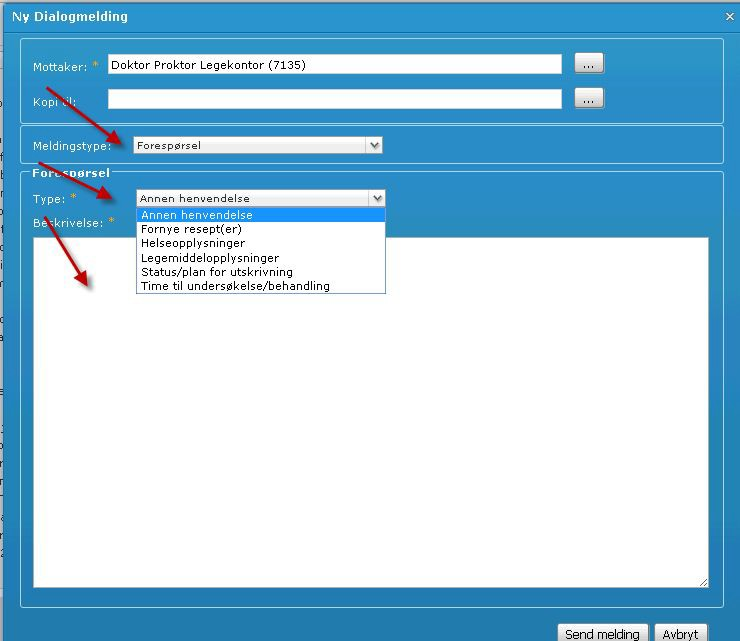 Ny Dialogmelding
Mottaker: * Doktor Proktor Legekontor (7135) ...
Kopi til: ...
Meldingstype: Forespørsel
Forespørsel
Type: * Annen henvendelse
Beskrivelse: * Annen henvendelse
Fornye resept(er)
Helseopplysninger
Legemiddelopplysninger
Status/plan for utskrivning
Time til undersøkelse/behandling
Send melding Avbryt